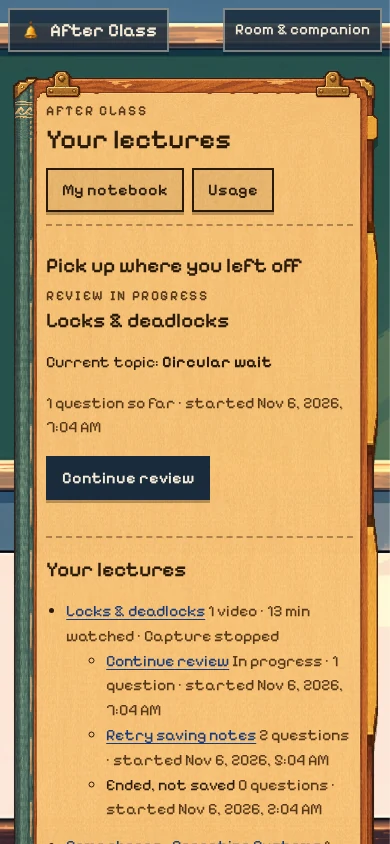 After Class
Room & companion
AFTER CLASS
Your lectures
My notebook
Usage
Pick up where you left off
REVIEW IN PROGRESS
Locks & deadlocks
Current topic: Circular wait
1 question so far · started Nov 6, 2026,
7:04 AM
Continue review
Your lectures
Locks & deadlocks 1 video · 13 min
watched · Capture stopped
Continue review In progress · 1
question · started Nov 6, 2026,
7:04 AM
Retry saving notes 2 questions
· started Nov 6, 2026, 5:04 AM
Ended, not saved 0 questions ·
started Nov 6, 2026, 2:04 AM